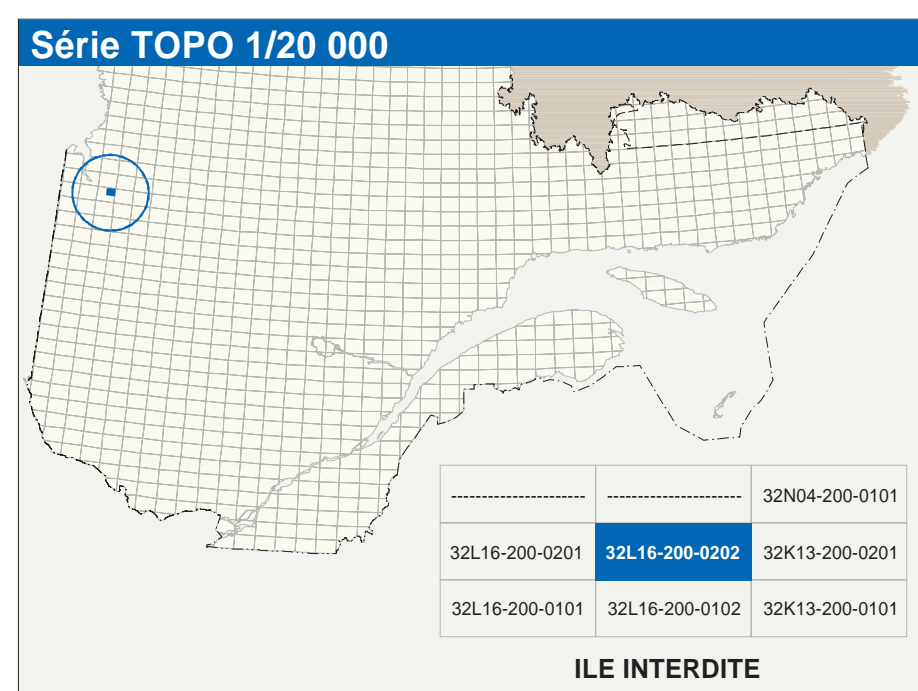 Série TOPO 1/20 000
--------------------- --------------------- 32N04-200-0101
32L16-200-0201 32L16-200-0202 32K13-200-0201
32L16-200-0101 32L16-200-0102 32K13-200-0101
ILE INTERDITE